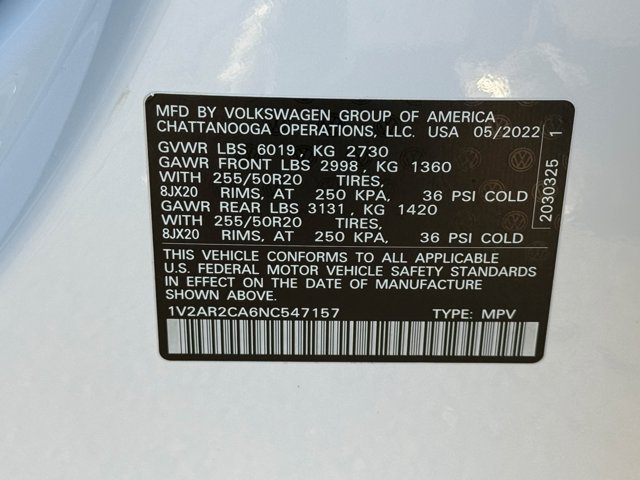 MFD BY VOLKSWAGEN GROUP OF AMERICA
CHATTANOOGA OPERATIONS, LLC. USA 05/2022
GVWR LBS 6019, KG 2730
GAWR FRONT LBS 2998, KG 1360
WITH 255/50R20 TIRES,
8JX20 RIMS, AT 250 KPA, 36 PSI COLD
GAWR REAR LBS 3131, KG 1420
WITH 255/50R20 TIRES,
8JX20 RIMS, AT 250 KPA, 36 PSI COLD
THIS VEHICLE CONFORMS TO ALL APPLICABLE
U.S. FEDERAL MOTOR VEHICLE SAFETY STANDARDS
IN EFFECT ON THE DATE OF MANUFACTURE
SHOWN ABOVE
1V2AR2CA6NC547157 TYPE: MPV
2030325 1